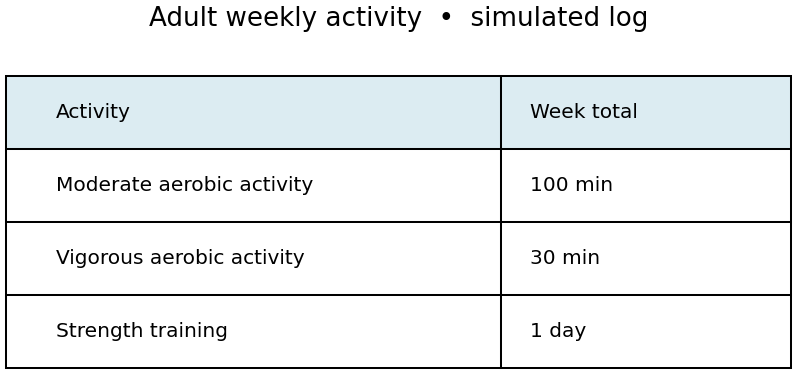 Adult weekly activity • simulated log
Activity Week total
Moderate aerobic activity 100 min
Vigorous aerobic activity 30 min
Strength training 1 day